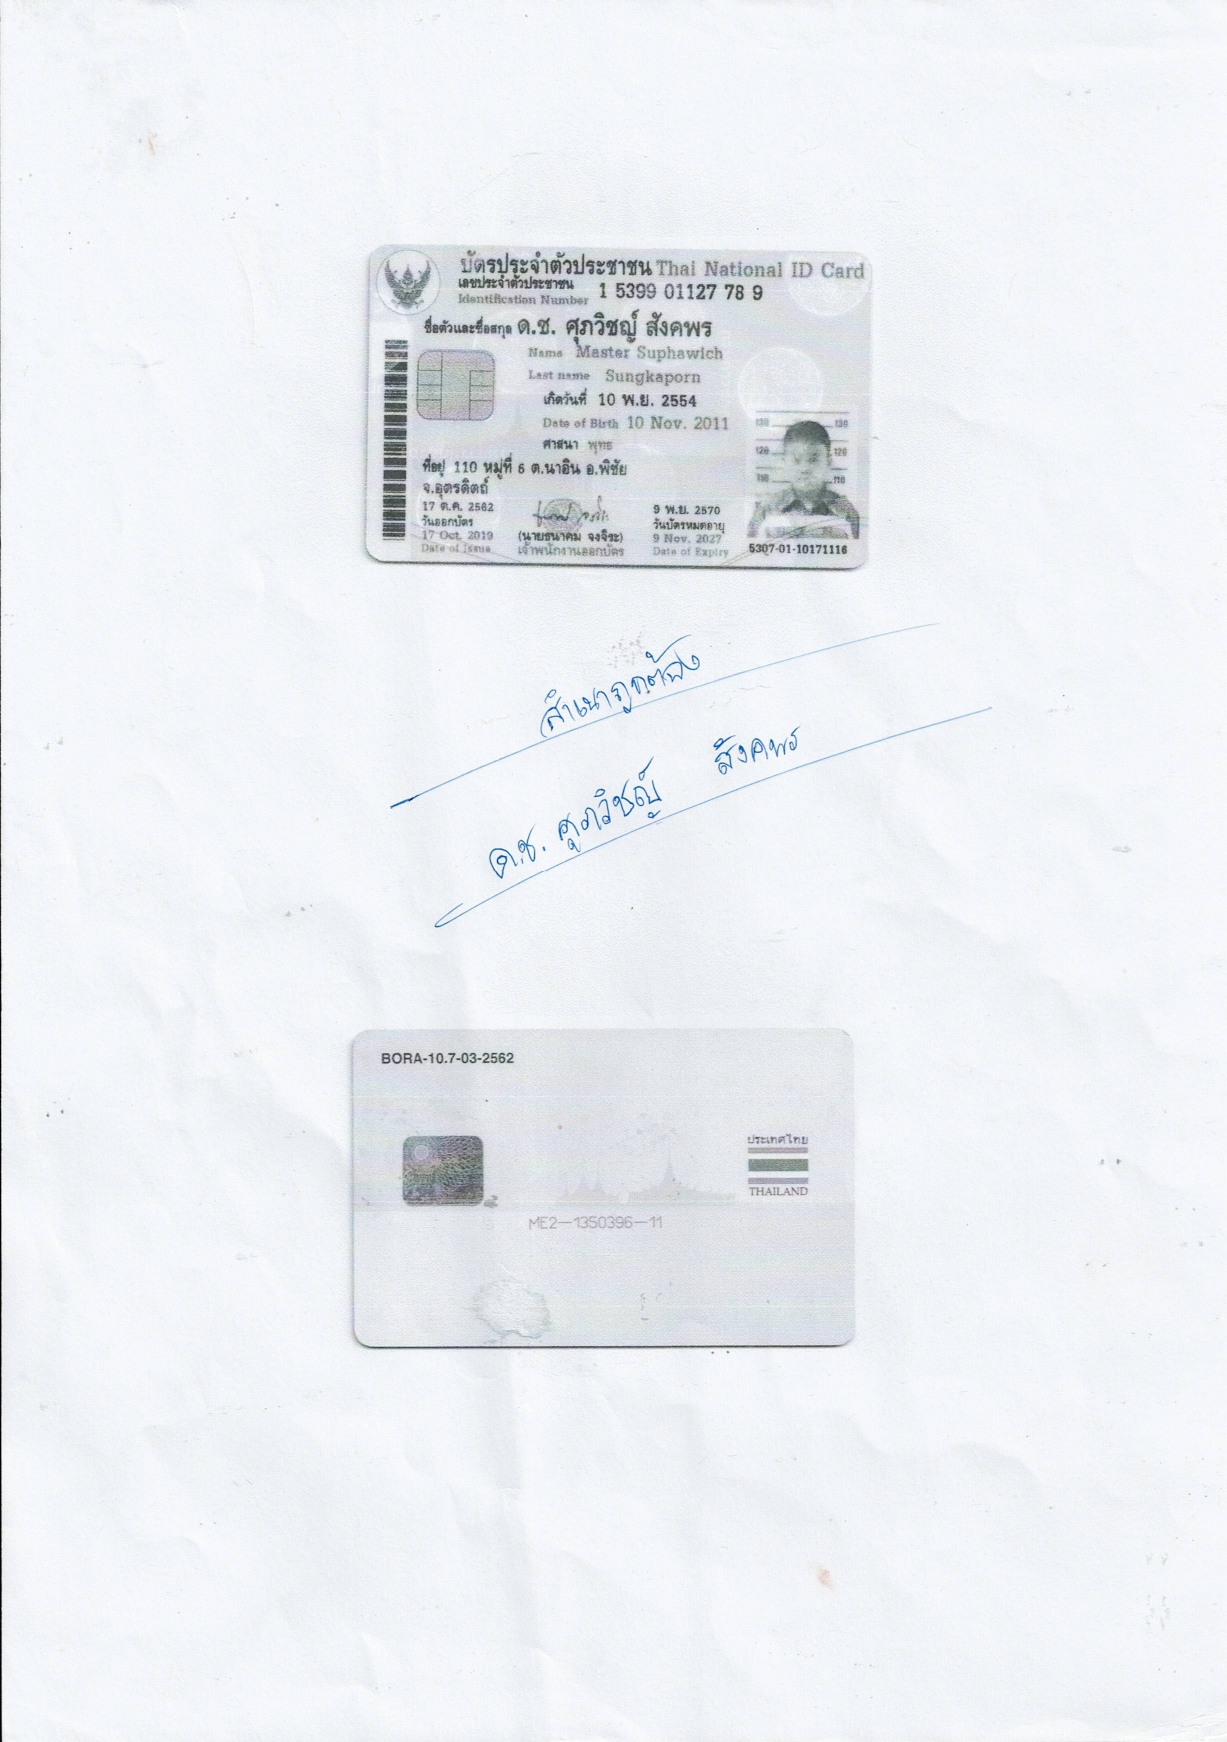 บัตรประจำตัวประชาชน Thai National ID Card
เลขประจำตัวประชาชน
Identification Number 1 5399 01127 78 9
ชื่อตัวและชื่อสกุล ด.ช. ศุภวิชญ์ สังคพร
Name Master Suphawich
Last name Sungkaporn
เกิดวันที่ 10 พ.ย. 2554
Date of Birth 10 Nov. 2011
ศาสนา พุทธ
ที่อยู่ 110 หมู่ที่ 6 ต.นาอิน อ.พิชัย
จ.อุตรดิตถ์
17 ต.ค. 2562
วันออกบัตร
17 Oct. 2019
Date of Issue
(นายธนาคม จงจิระ)
เจ้าพนักงานออกบัตร
9 พ.ย. 2570
วันบัตรหมดอายุ
9 Nov. 2027
Date of Expiry
130 130
120 120
110 110
5307-01-10171116
สำเนาถูกต้อง
ด.ช. ศุภวิชญ์ สังคพร
BORA-10.7-03-2562
ประเทศไทย
THAILAND
ME2-1350396-11